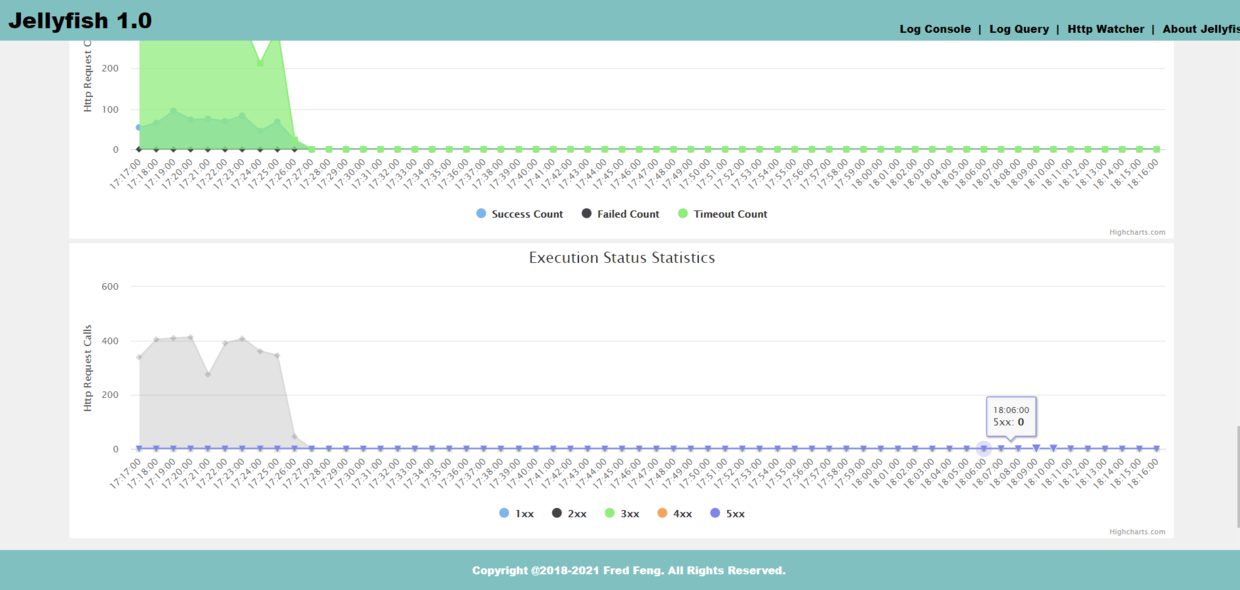 Jellyfish 1.0
Log Console | Log Query | Http Watcher | About Jellyfis
Http Request C
200
100
0
17:17:00 17:18:00 17:19:00 17:20:00 17:21:00 17:22:00 17:23:00 17:24:00 17:25:00 17:26:00 17:27:00 17:28:00 17:29:00 17:30:00 17:31:00 17:32:00 17:33:00 17:34:00 17:35:00 17:36:00 17:37:00 17:38:00 17:39:00 17:40:00 17:41:00 17:42:00 17:43:00 17:44:00 17:45:00 17:46:00 17:47:00 17:48:00 17:49:00 17:50:00 17:51:00 17:52:00 17:53:00 17:54:00 17:55:00 17:56:00 17:57:00 17:58:00 17:59:00 18:00:00 18:01:00 18:02:00 18:03:00 18:04:00 18:05:00 18:06:00 18:07:00 18:08:00 18:09:00 18:10:00 18:11:00 18:12:00 18:13:00 18:14:00 18:15:00 18:16:00
Success Count Failed Count Timeout Count
Highcharts.com
Execution Status Statistics
Http Request Calls
600
400
200
0
18:06:00
5xx: 0
17:17:00 17:18:00 17:19:00 17:20:00 17:21:00 17:22:00 17:23:00 17:24:00 17:25:00 17:26:00 17:27:00 17:28:00 17:29:00 17:30:00 17:31:00 17:32:00 17:33:00 17:34:00 17:35:00 17:36:00 17:37:00 17:38:00 17:39:00 17:40:00 17:41:00 17:42:00 17:43:00 17:44:00 17:45:00 17:46:00 17:47:00 17:48:00 17:49:00 17:50:00 17:51:00 17:52:00 17:53:00 17:54:00 17:55:00 17:56:00 17:57:00 17:58:00 17:59:00 18:00:00 18:01:00 18:02:00 18:03:00 18:04:00 18:05:00 18:06:00 18:07:00 18:08:00 18:09:00 18:10:00 18:11:00 18:12:00 18:13:00 18:14:00 18:15:00 18:16:00
1xx 2xx 3xx 4xx 5xx
Highcharts.com
Copyright @2018-2021 Fred Feng. All Rights Reserved.